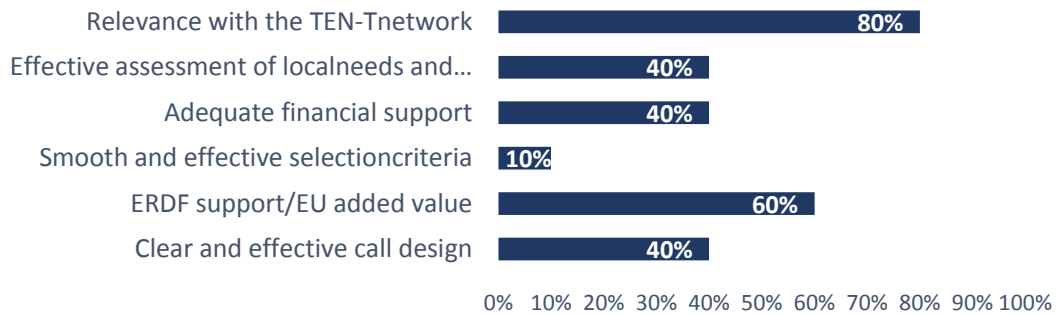 Relevance with the TEN-Tnetwork 80%
Effective assessment of localneeds and… 40%
Adequate financial support 40%
Smooth and effective selectioncriteria 10%
ERDF support/EU added value 60%
Clear and effective call design 40%
0% 10% 20% 30% 40% 50% 60% 70% 80% 90% 100%